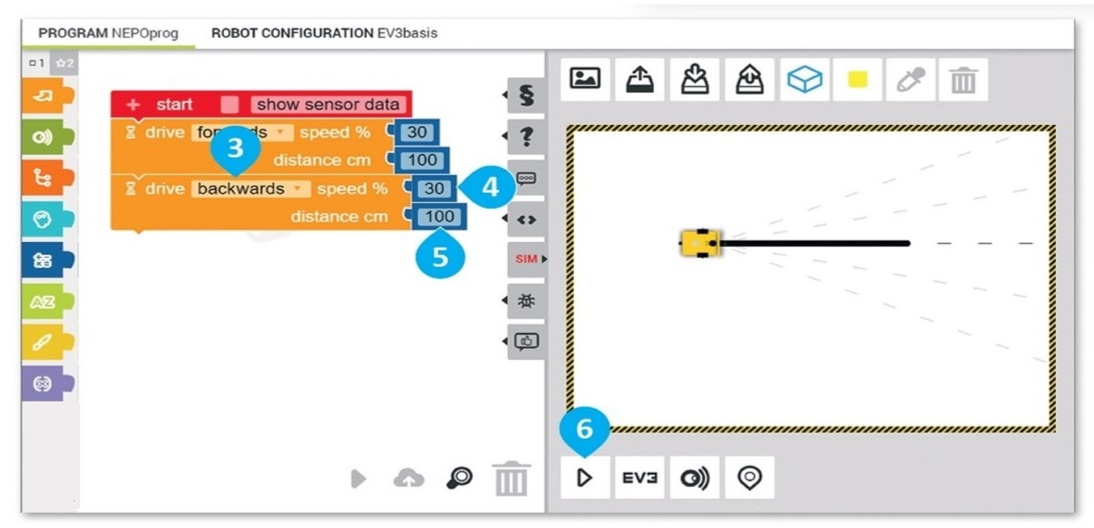 PROGRAM NEPOprog ROBOT CONFIGURATION EV3basis
1 2
+ start show sensor data
drive speed % 30
3
distance cm 100
drive backwards speed % 30
4
distance cm 100
5
SIM
AZ
6
EV3